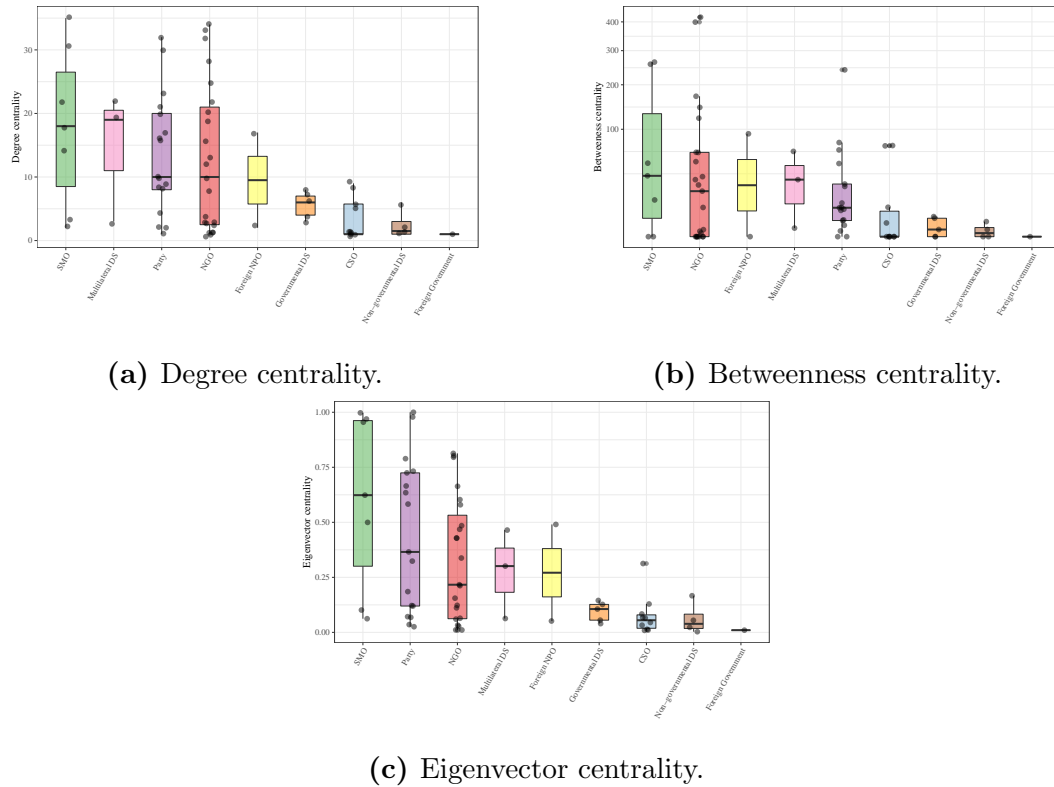 Degree centrality
30
20
10
0
SMO
Multilateral DS
Party
NGO
Foreign NPO
Governmental DS
CSO
Non−governmental DS
Foreign Government
Betweeness centrality
400
300
200
100
0
SMO
NGO
Foreign NPO
Multilateral DS
Party
CSO
Governmental DS
Non−governmental DS
Foreign Government
(a) Degree centrality.
(b) Betweenness centrality.
Eigenvector centrality
1.00
0.75
0.50
0.25
0.00
SMO
Party
NGO
Multilateral DS
Foreign NPO
Governmental DS
CSO
Non−governmental DS
Foreign Government
(c) Eigenvector centrality.